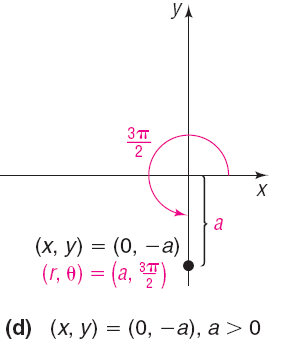 y
3π/2
x
a
(x, y) = (0, −a)
(r, θ) = (a, 3π/2)
(d) (x, y) = (0, −a), a > 0